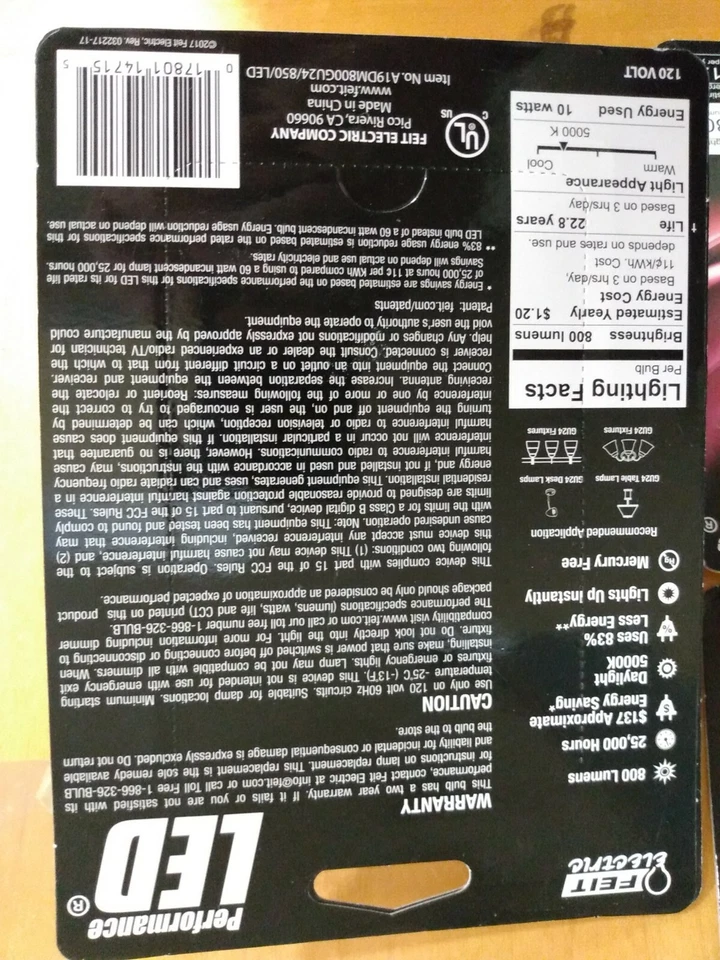 FEIT
ELECTRIC
Performance
LED®
800 Lumens
25,000 Hours
$137 Approximate
Energy Saving*
Daylight
5000K
Uses 83%
Less Energy**
Lights Up Instantly
Hg
Mercury Free
Recommended Application
GU24 Table Lamps
GU24 Desk Lamps
GU24 Fixtures
GU24 Fixtures
Lighting Facts
Per Bulb
Brightness 800 lumens
Estimated Yearly
Energy Cost $1.20
Based on 3 hrs/day,
11¢/kWh. Cost
depends on rates and use.
Life 22.8 years
Based on 3 hrs/day
Light Appearance
Warm Cool
5000 K
Energy Used 10 watts
120 VOLT
WARRANTY
This bulb has a two year warranty. If it fails or you are not satisfied with its
performance, contact Feit Electric at info@feit.com or call Toll Free 1-866-326-BULB
for instructions on lamp replacement. This replacement is the sole remedy available
and liability for incidental or consequential damage is expressly excluded. Do not return
the bulb to the store.
CAUTION
Use only on 120 volt 60Hz circuits. Suitable for damp locations. Minimum starting
temperature -25°C (-13°F). This device is not intended for use with emergency exit
fixtures or emergency lights. Lamp may not be compatible with all dimmers. When
installing, make sure that power is switched off before connecting or disconnecting to
fixture. Do not look directly into the light. For more information including dimmer
compatibility visit www.feit.com or call our toll free number 1-866-326-BULB.
The performance specifications (lumens, watts, life and CCT) printed on this product
package should only be considered an approximation of expected performance.
This device complies with part 15 of the FCC Rules. Operation is subject to the
following two conditions: (1) This device may not cause harmful interference, and (2)
this device must accept any interference received, including interference that may
cause undesired operation. Note: This equipment has been tested and found to comply
with the limits for a Class B digital device, pursuant to part 15 of the FCC Rules. These
limits are designed to provide reasonable protection against harmful interference in a
residential installation. This equipment generates, uses and can radiate radio frequency
energy and, if not installed and used in accordance with the instructions, may cause
harmful interference to radio communications. However, there is no guarantee that
interference will not occur in a particular installation. If this equipment does cause
harmful interference to radio or television reception, which can be determined by
turning the equipment off and on, the user is encouraged to try to correct the
interference by one or more of the following measures: Reorient or relocate the
receiving antenna. Increase the separation between the equipment and receiver.
Connect the equipment into an outlet on a circuit different from that to which the
receiver is connected. Consult the dealer or an experienced radio/TV technician for
help. Any changes or modifications not expressly approved by the manufacture could
void the user's authority to operate the equipment.
Patent: feit.com/patents
* Energy savings are estimated based on the performance specifications for this LED for its rated life
of 25,000 hours at 11¢ per kWh compared to using a 60 watt incandescent lamp for 25,000 hours.
Savings will depend on actual use and electricity rates.
** 83% energy usage reduction is estimated based on the rated performance specifications for this
LED bulb instead of a 60 watt incandescent bulb. Energy usage reduction will depend on actual use.
C UL US
FEIT ELECTRIC COMPANY
Pico Rivera, CA 90660
Made in China
www.feit.com
Item No.A19DM800GU24/850/LED
0 17801 14715 5
©2017 Feit Electric, Rev. 032217-17